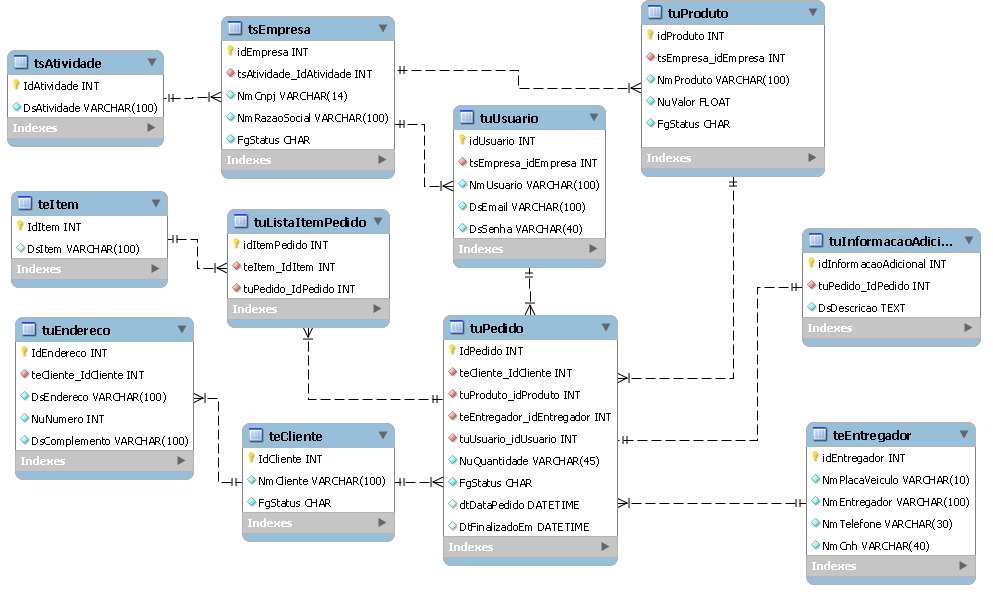 tsAtividade
IdAtividade INT
DsAtividade VARCHAR(100)
Indexes
tsEmpresa
idEmpresa INT
tsAtividade_IdAtividade INT
NmCnpj VARCHAR(14)
NmRazaoSocial VARCHAR(100)
FgStatus CHAR
Indexes
tuProduto
idProduto INT
tsEmpresa_idEmpresa INT
NmProduto VARCHAR(100)
NuValor FLOAT
FgStatus CHAR
Indexes
tuUsuario
idUsuario INT
tsEmpresa_idEmpresa INT
NmUsuario VARCHAR(100)
DsEmail VARCHAR(100)
DsSenha VARCHAR(40)
Indexes
teItem
IdItem INT
DsItem VARCHAR(100)
Indexes
tuListaItemPedido
idItemPedido INT
teItem_IdItem INT
tuPedido_IdPedido INT
Indexes
tuInformacaoAdici...
idInformacaoAdicional INT
tuPedido_IdPedido INT
DsDescricao TEXT
Indexes
tuEndereco
IdEndereco INT
teCliente_IdCliente INT
DsEndereco VARCHAR(100)
NuNumero INT
DsComplemento VARCHAR(100)
Indexes
teCliente
IdCliente INT
NmCliente VARCHAR(100)
FgStatus CHAR
Indexes
tuPedido
IdPedido INT
teCliente_IdCliente INT
tuProduto_idProduto INT
teEntregador_idEntregador INT
tuUsuario_idUsuario INT
NuQuantidade VARCHAR(45)
FgStatus CHAR
dtDataPedido DATETIME
DtFinalizadoEm DATETIME
Indexes
teEntregador
idEntregador INT
NmPlacaVeiculo VARCHAR(10)
NmEntregador VARCHAR(100)
NmTelefone VARCHAR(30)
NmCnh VARCHAR(40)
Indexes